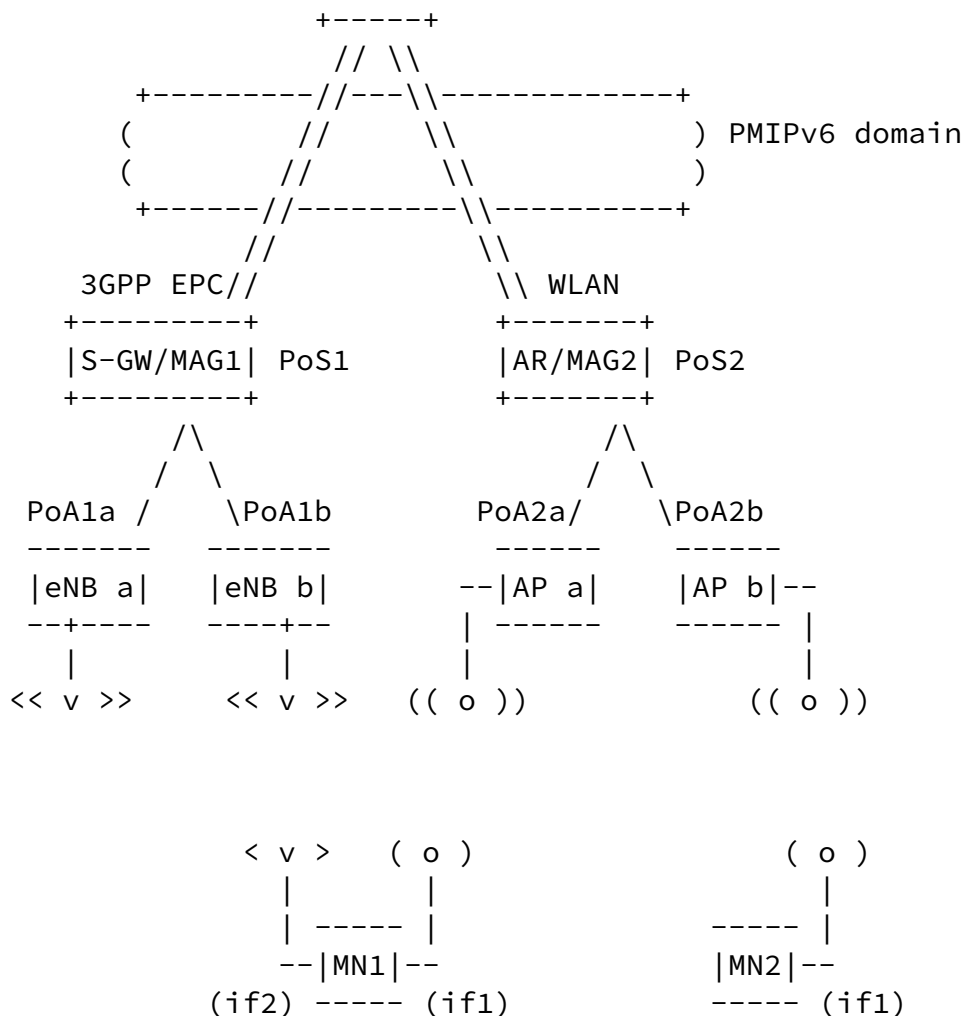 +-----+
// \\
+---------//---\\-------------+
( // \\ ) PMIPv6 domain
( // \\ )
+------//---------\\----------+
// \\
3GPP EPC// \\ WLAN
+---------+ +-------+
|S-GW/MAG1| PoS1 |AR/MAG2| PoS2
+---------+ +-------+
/\ /\
/ \ / \
PoA1a / \PoA1b PoA2a/ \PoA2b
------- ------- ------ ------
|eNB a| |eNB b| --|AP a| |AP b|--
--+---- ----+-- | ------ ------ |
| | | |
<< v >> << v >> (( o )) (( o ))
< v > ( o ) ( o )
| | |
| ----- | ----- |
--|MN1|-- |MN2|--
(if2) ----- (if1) ----- (if1)